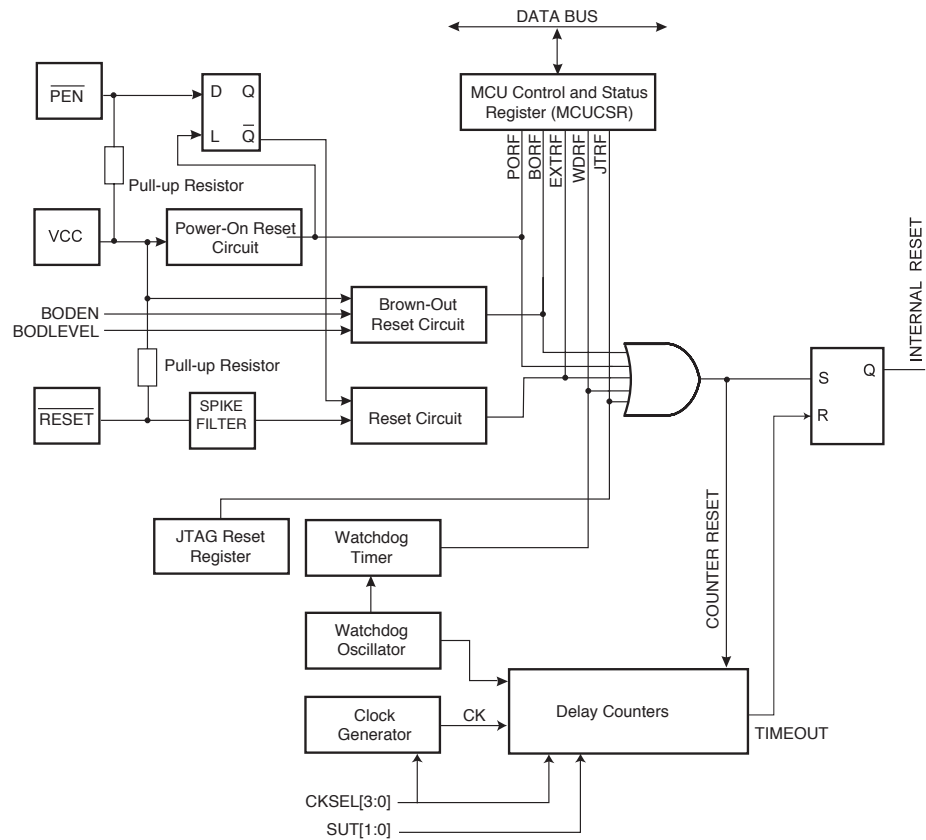 DATA BUS
PEN
D Q
L Q
MCU Control and Status
Register (MCUCSR)
PORF
BORF
EXTRF
WDRF
JTRF
Pull-up Resistor
VCC
Power-On Reset
Circuit
BODEN
BODLEVEL
Brown-Out
Reset Circuit
Pull-up Resistor
RESET
SPIKE
FILTER
Reset Circuit
S Q
R
INTERNAL RESET
JTAG Reset
Register
Watchdog
Timer
COUNTER RESET
Watchdog
Oscillator
Clock
Generator
CK
Delay Counters
TIMEOUT
CKSEL[3:0]
SUT[1:0]